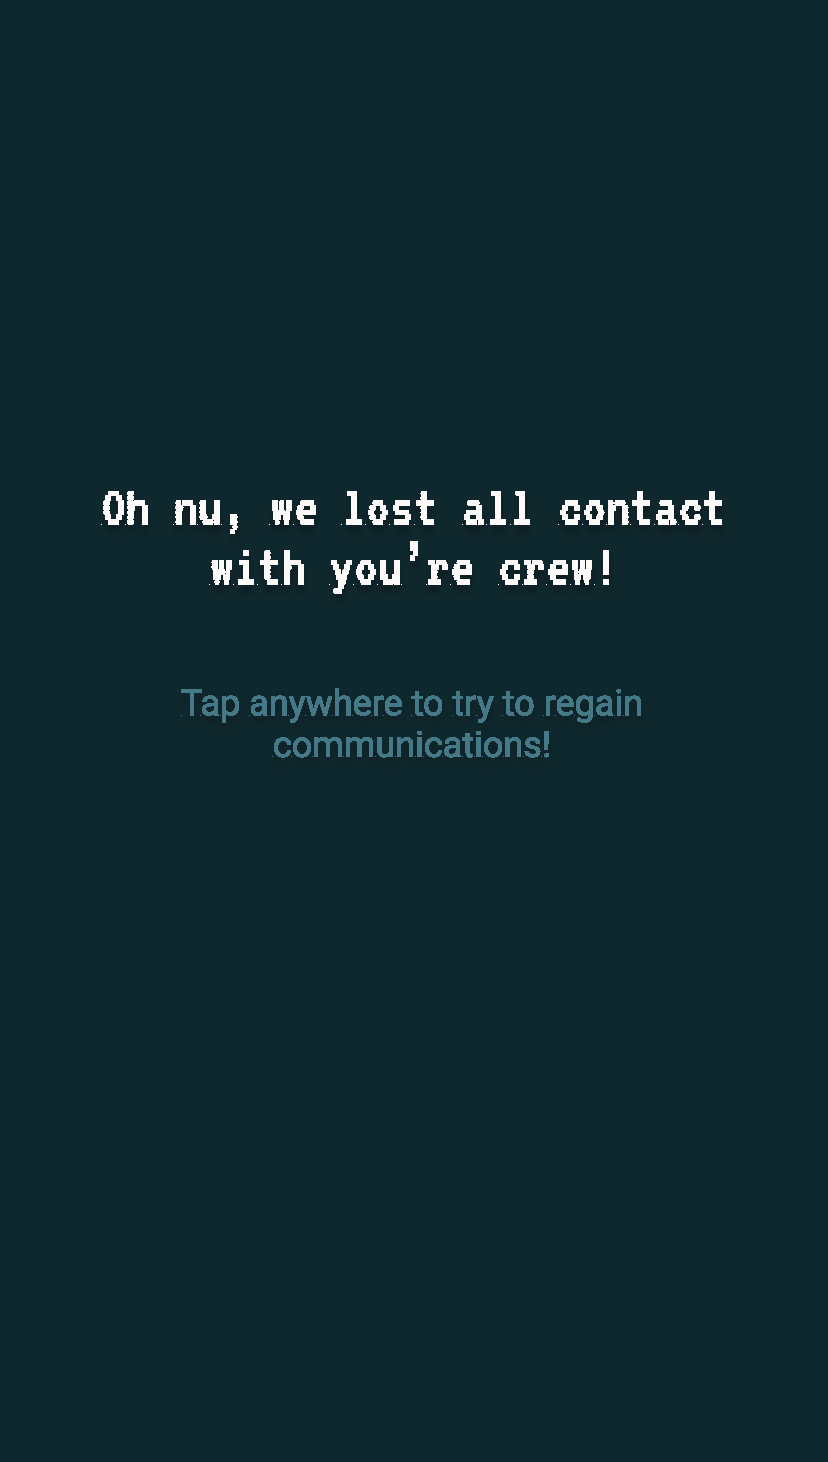 Oh nu, we lost all contact
with you're crew!
Tap anywhere to try to regain
communications!